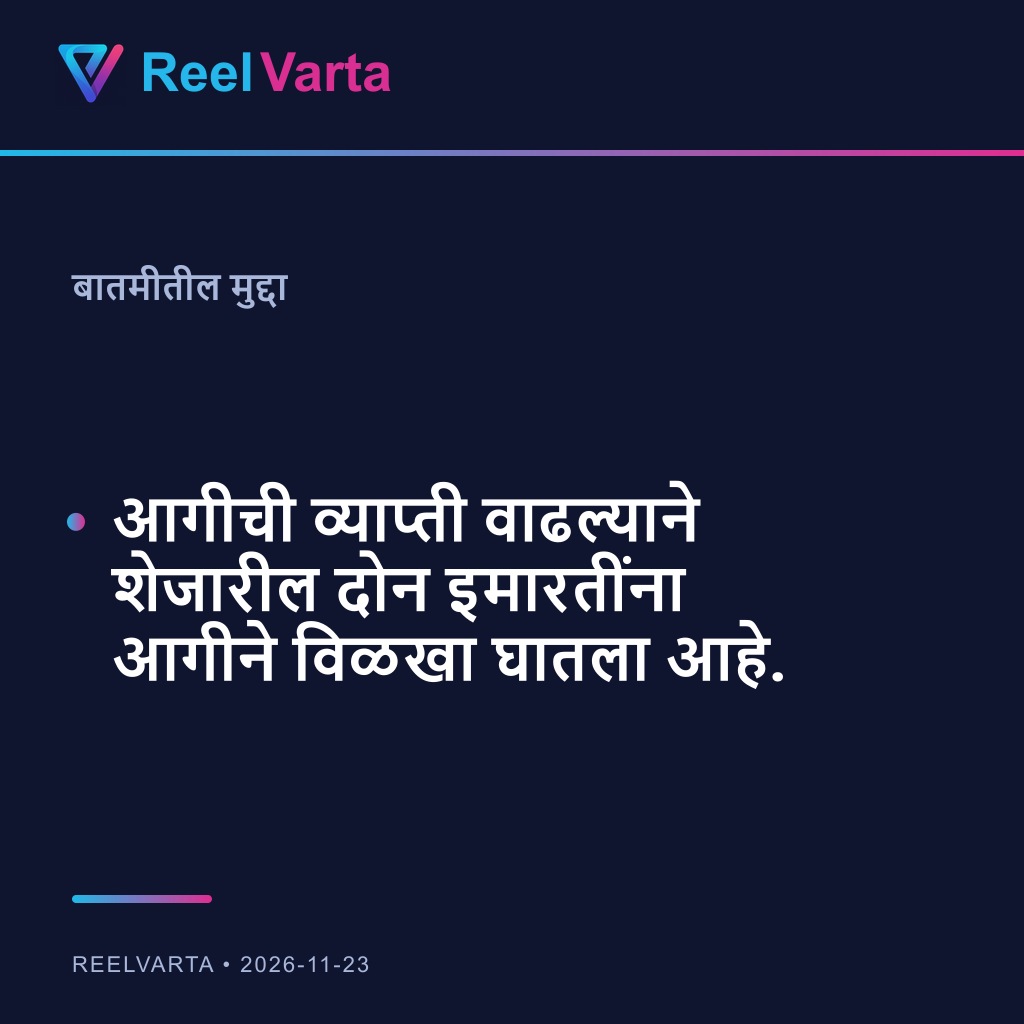 Reel Varta
बातमीतील मुद्दा
• आगीची व्याप्ती वाढल्याने
शेजारील दोन इमारतींना
आगीने विळखा घातला आहे.
REELVARTA • 2026-11-23